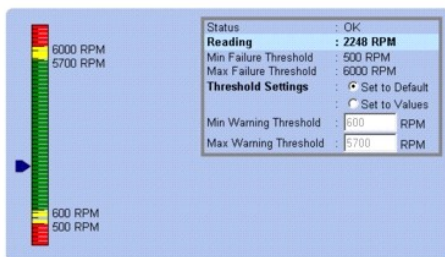 6000 RPM
5700 RPM
600 RPM
500 RPM
Status : OK
Reading : 2248 RPM
Min Failure Threshold : 500 RPM
Max Failure Threshold : 6000 RPM
Threshold Settings : Set to Default
: Set to Values
Min Warning Threshold : 600 RPM
Max Warning Threshold : 5700 RPM